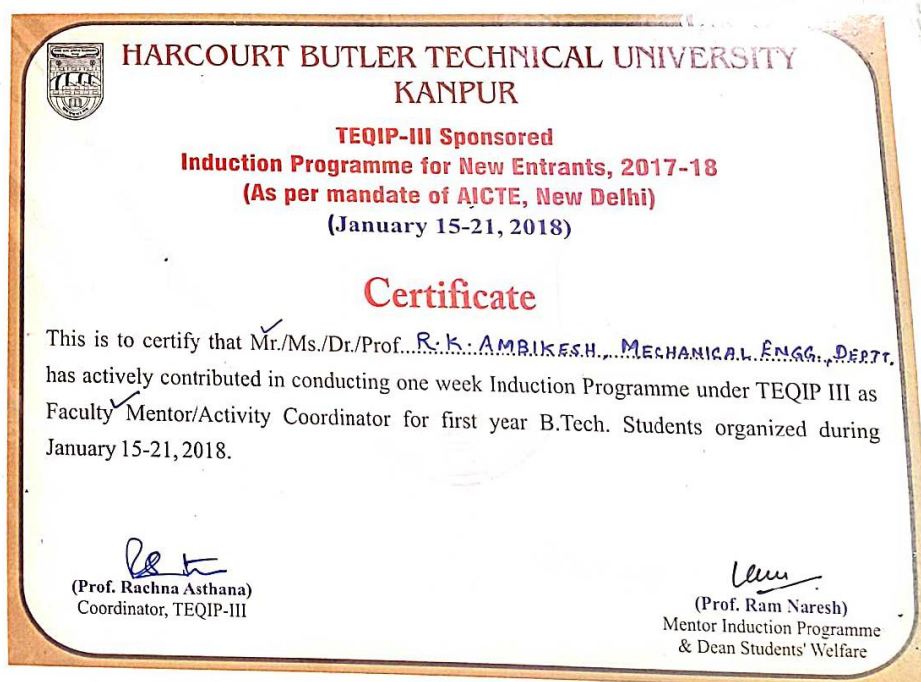 HARCOURT BUTLER TECHNICAL UNIVERSITY
KANPUR
TEQIP-III Sponsored
Induction Programme for New Entrants, 2017-18
(As per mandate of AICTE, New Delhi)
(January 15-21, 2018)
Certificate
This is to certify that Mr./Ms./Dr./Prof...R.K. AMBIKESH., MECHANICAL ENGG., DEPTT.
has actively contributed in conducting one week Induction Programme under TEQIP III as
Faculty Mentor/Activity Coordinator for first year B.Tech. Students organized during
January 15-21, 2018.
(Prof. Rachna Asthana)
Coordinator, TEQIP-III
(Prof. Ram Naresh)
Mentor Induction Programme
& Dean Students' Welfare